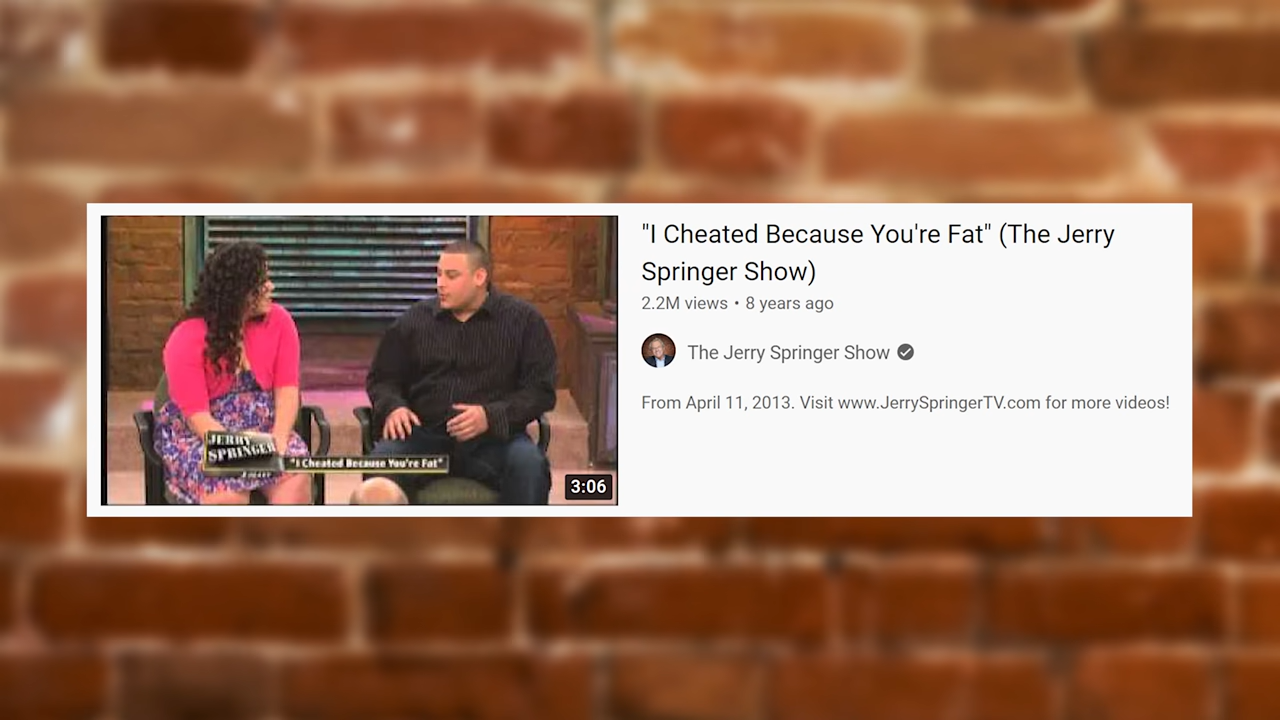 "I Cheated Because You're Fat" (The Jerry
Springer Show)
2.2M views • 8 years ago
The Jerry Springer Show
From April 11, 2013. Visit www.JerrySpringerTV.com for more videos!
JERRY
SPRINGER
"I Cheated Because You're Fat"
3:06